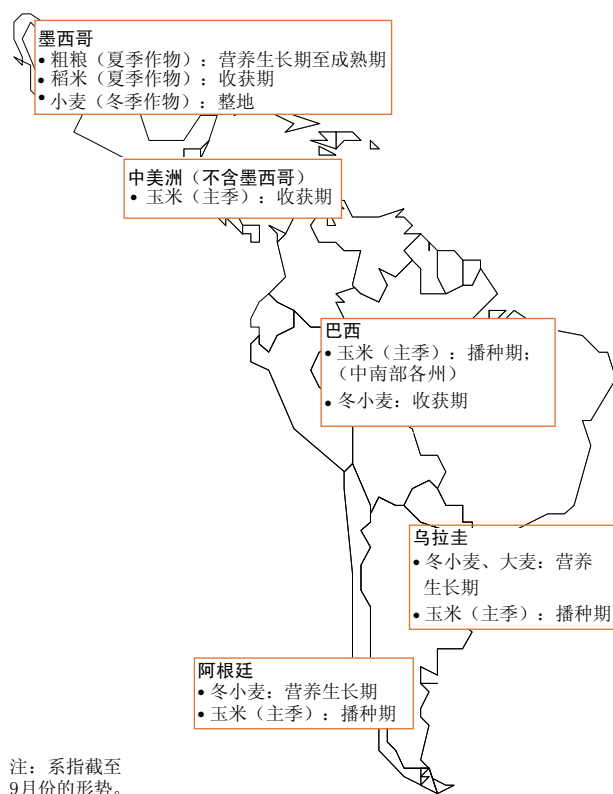 墨西哥
• 粗粮（夏季作物）：营养生长期至成熟期
• 稻米（夏季作物）：收获期
• 小麦（冬季作物）：整地
中美洲（不含墨西哥）
• 玉米（主季）：收获期
巴西
• 玉米（主季）：播种期；
（中南部各州）
• 冬小麦：收获期
乌拉圭
• 冬小麦、大麦：营养
生长期
• 玉米（主季）：播种期
阿根廷
• 冬小麦：营养生长期
• 玉米（主季）：播种期
注：系指截至
9月份的形势。